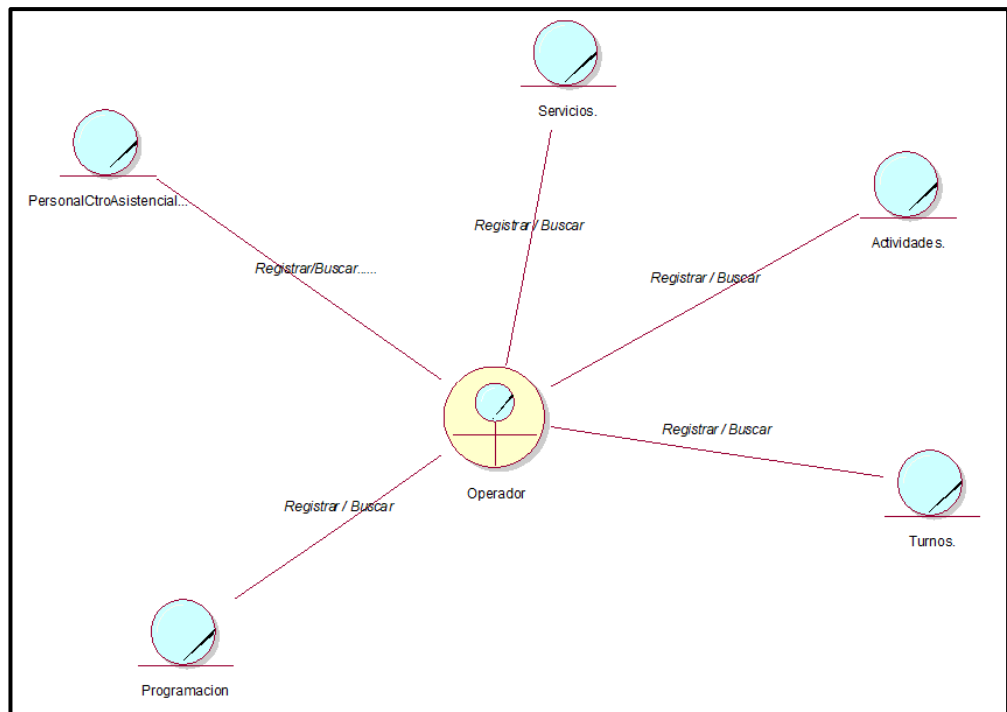 Servicios.
PersonalCtroAsistencial...
Registrar / Buscar
Actividades.
Registrar/Buscar......
Registrar / Buscar
Registrar / Buscar
Operador
Registrar / Buscar
Turnos.
Programacion